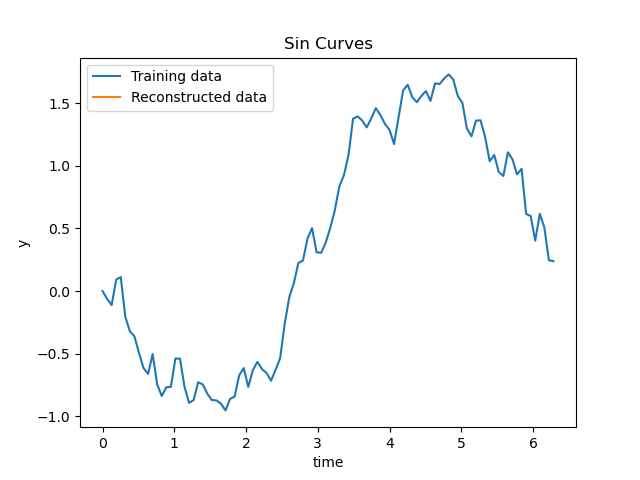 Sin Curves
Training data
Reconstructed data
1.5
1.0
0.5
0.0
−0.5
−1.0
y
0 1 2 3 4 5 6
time